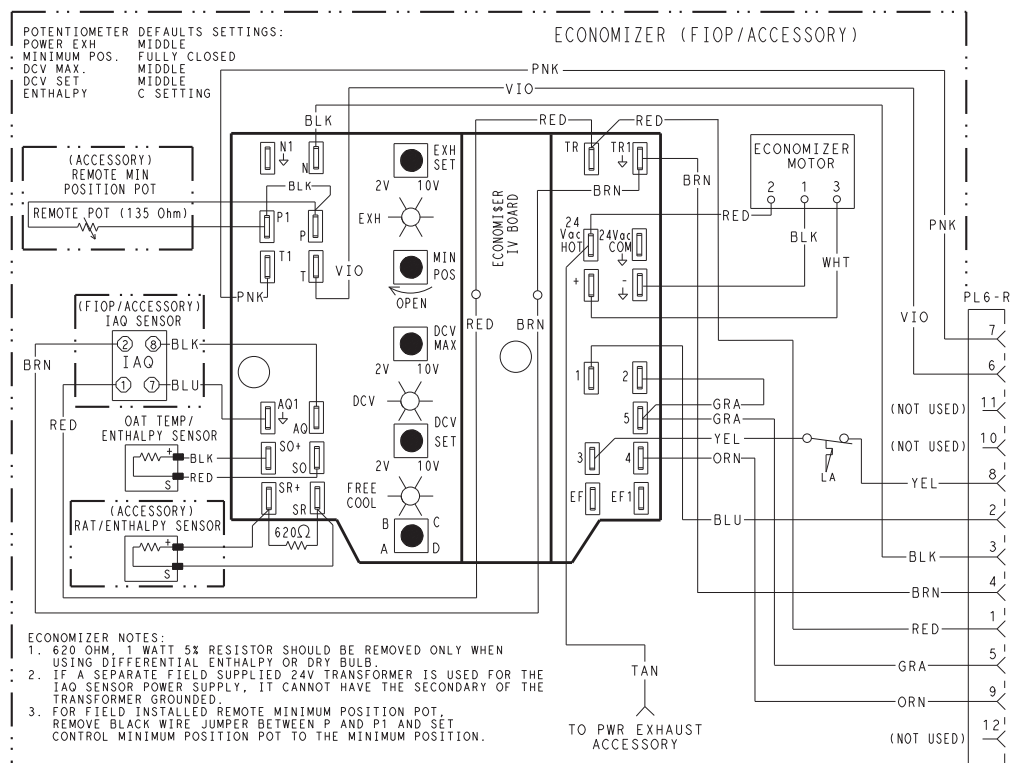 POTENTIOMETER DEFAULTS SETTINGS:
POWER EXH MIDDLE
MINIMUM POS. FULLY CLOSED
DCV MAX. MIDDLE
DCV SET MIDDLE
ENTHALPY C SETTING
ECONOMIZER (FIOP/ACCESSORY)
PNK
VIO
BLK
RED
RED
N1
N
EXH
SET
2V 10V
TR
TR1
BRN
BRN
ECONOMIZER
MOTOR
2 1 3
(ACCESSORY)
REMOTE MIN
POSITION POT
REMOTE POT (135 Ohm)
BLK
P1
P
EXH
ECONOMI$ER
IV BOARD
24
Vac
HOT
24Vac
COM
RED
BLK
WHT
PNK
T1
T
VIO
MIN
POS
OPEN
+
-
PNK
(FIOP/ACCESSORY)
IAQ SENSOR
2 8
IAQ
1 7
BLK
BLU
BRN
RED
RED
BRN
VIO
PL6-R
7
6
DCV
MAX
2V 10V
1
2
5
GRA
GRA
(NOT USED) 11
AQ1
AQ
DCV
DCV
SET
2V 10V
OAT TEMP/
ENTHALPY SENSOR
+
S
BLK
RED
SO+
SO
3
4
YEL
ORN
LA
(NOT USED) 10
YEL
8
SR+
SR
FREE
COOL
EF
EF1
(ACCESSORY)
RAT/ENTHALPY SENSOR
+
S
620Ω
B C
A D
BLU
2
BLK
3
BRN
4
RED
1
GRA
5
ORN
9
(NOT USED) 12
TAN
TO PWR EXHAUST
ACCESSORY
ECONOMIZER NOTES:
1. 620 OHM, 1 WATT 5% RESISTOR SHOULD BE REMOVED ONLY WHEN
USING DIFFERENTIAL ENTHALPY OR DRY BULB.
2. IF A SEPARATE FIELD SUPPLIED 24V TRANSFORMER IS USED FOR THE
IAQ SENSOR POWER SUPPLY, IT CANNOT HAVE THE SECONDARY OF THE
TRANSFORMER GROUNDED.
3. FOR FIELD INSTALLED REMOTE MINIMUM POSITION POT,
REMOVE BLACK WIRE JUMPER BETWEEN P AND P1 AND SET
CONTROL MINIMUM POSITION POT TO THE MINIMUM POSITION.